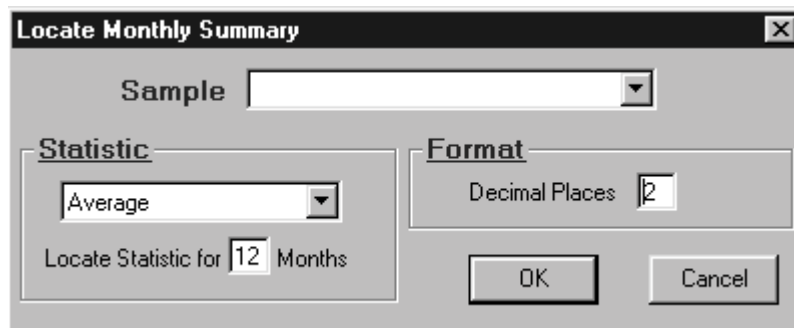 Locate Monthly Summary
Sample
Statistic
Average
Locate Statistic for 12 Months
Format
Decimal Places 2
OK
Cancel